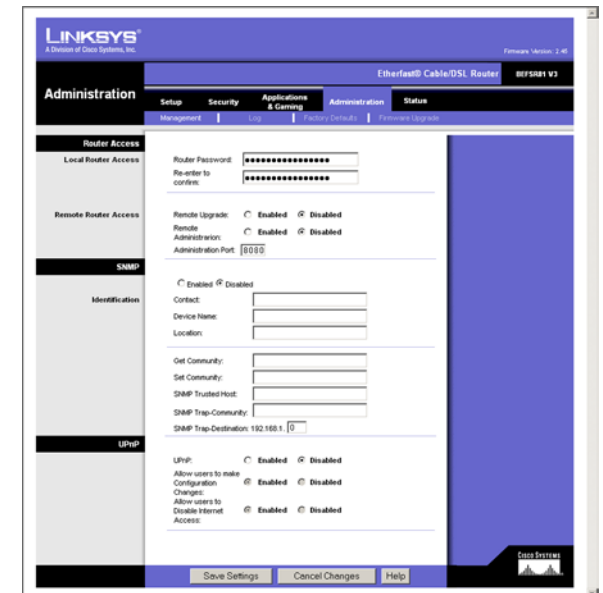 LINKSYS®
A Division of Cisco Systems, Inc.
Firmware Version: 2.45
Etherfast® Cable/DSL Router
BEFSR81 V3
Administration
Setup Security Applications & Gaming Administration Status
Management Log Factory Defaults Firmware Upgrade
Router Access
Local Router Access
Router Password:
Re-enter to
confirm:
Remote Router Access
Remote Upgrade: Enabled Disabled
Remote
Administrarion: Enabled Disabled
Administration Port: 8080
SNMP
Enabled Disabled
Identification
Contact:
Device Name:
Location:
Get Community:
Set Community:
SNMP Trusted Host:
SNMP Trap-Community:
SNMP Trap-Destination: 192.168.1. 0
UPnP
UPnP: Enabled Disabled
Allow users to make
Configuration
Changes: Enabled Disabled
Allow users to
Disable Internet
Access: Enabled Disabled
CISCO SYSTEMS
Save Settings Cancel Changes Help